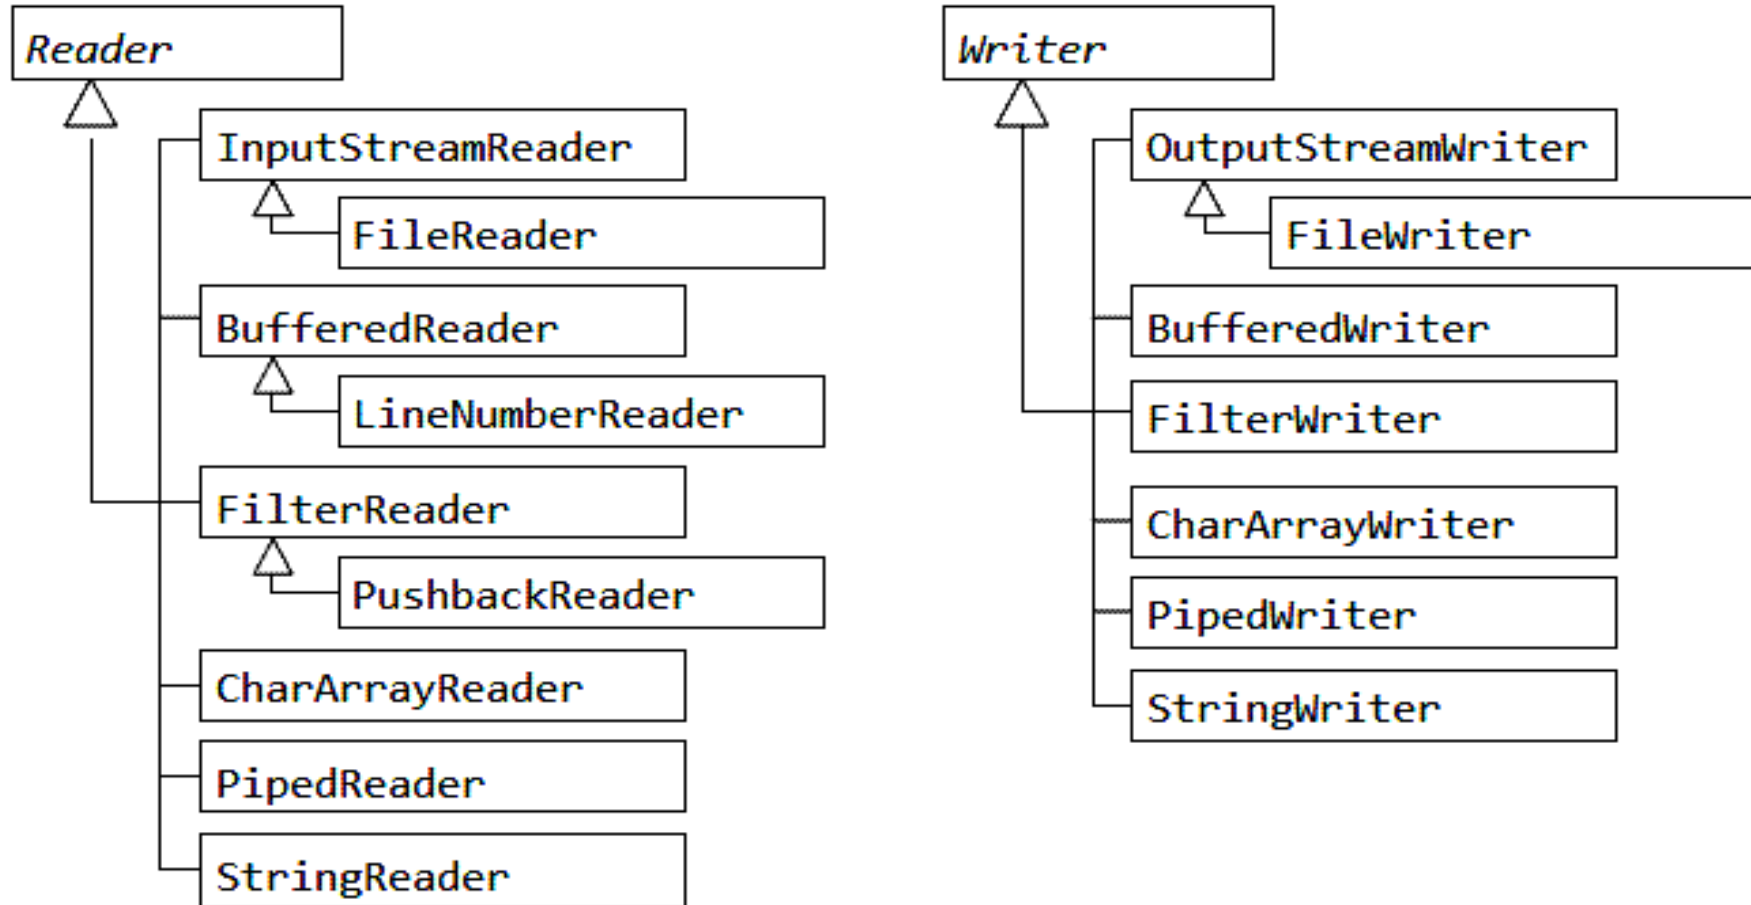 Reader
InputStreamReader
FileReader
BufferedReader
LineNumberReader
FilterReader
PushbackReader
CharArrayReader
PipedReader
StringReader
Writer
OutputStreamWriter
FileWriter
BufferedWriter
FilterWriter
CharArrayWriter
PipedWriter
StringWriter